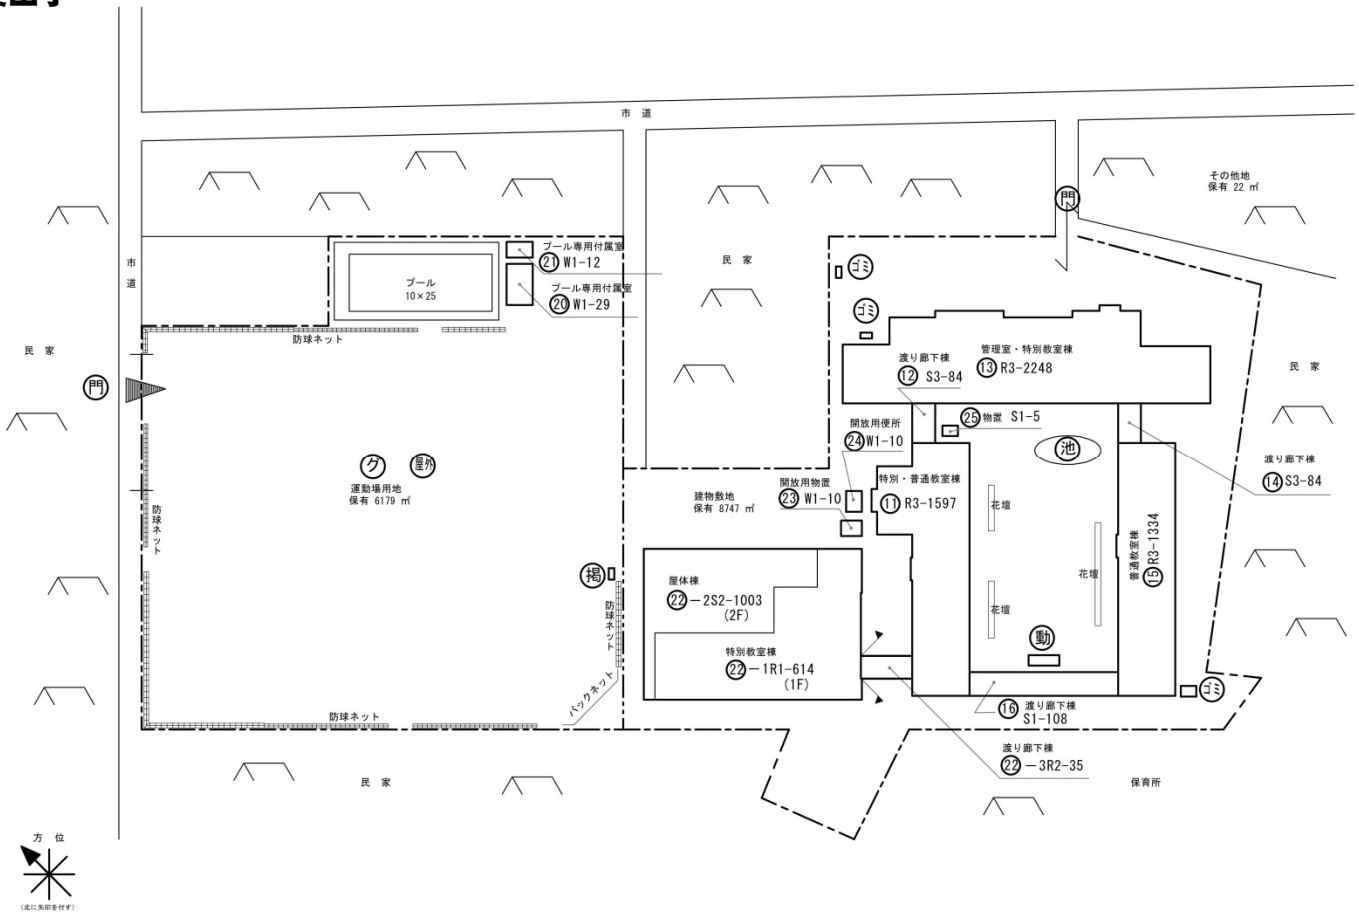 市 道
その他地
保有 22 ㎡
門
民 家
市
道
プール専用付属室
㉑ W1-12
プール
10×25
プール専用付属室
⑳ W1-29
防球ネット
ゴミ
ゴミ
民 家
門
渡り廊下棟
⑫ S3-84
管理室・特別教室棟
⑬ R3-2248
民 家
㉕ 物置 S1-5
開放用便所
㉔ W1-10
池
グ
屋外
運動場用地
保有 6179 ㎡
渡り廊下棟
⑭ S3-84
開放用物置
㉓ W1-10
建物敷地
保有 8747 ㎡
特別・普通教室棟
⑪ R3-1597
花壇
防球ネット
普通教室棟
⑮ R3-1334
花壇
花壇
掲
防球ネット
屋体棟
㉒-2S2-1003
(2F)
動
特別教室棟
㉒-1R1-614
(1F)
バックネット
ゴミ
防球ネット
⑯ 渡り廊下棟
S1-108
渡り廊下棟
㉒-3R2-35
民 家
保育所
方 位
(北に矢印を付す)